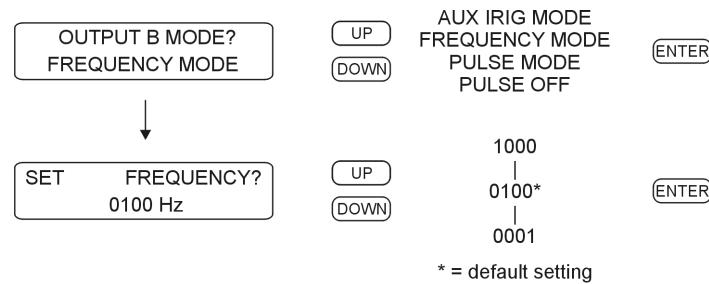 OUTPUT B MODE?
FREQUENCY MODE
UP
DOWN
AUX IRIG MODE
FREQUENCY MODE
PULSE MODE
PULSE OFF
ENTER
SET FREQUENCY?
0100 Hz
UP
DOWN
1000
0100*
0001
ENTER
* = default setting